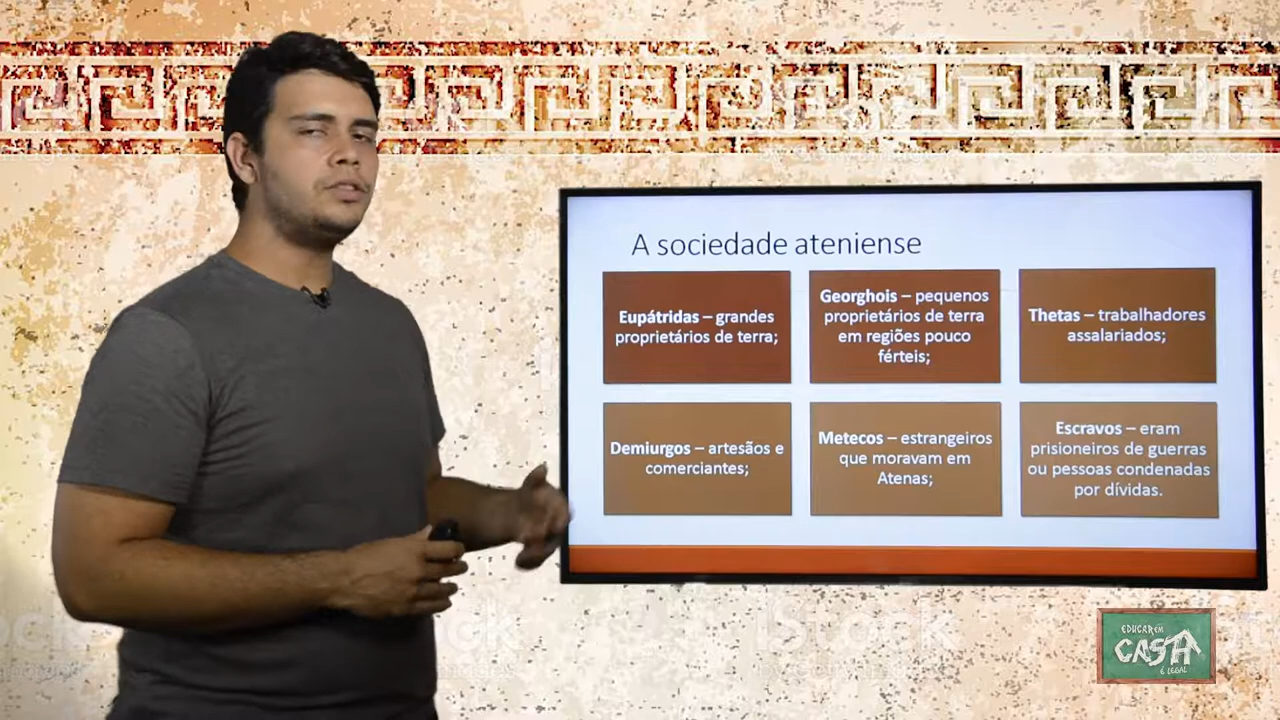 A sociedade ateniense
Eupátridas – grandes
proprietários de terra;
Georghois – pequenos
proprietários de terra
em regiões pouco
férteis;
Thetas – trabalhadores
assalariados;
Demiurgos – artesãos e
comerciantes;
Metecos – estrangeiros
que moravam em
Atenas;
Escravos – eram
prisioneiros de guerras
ou pessoas condenadas
por dívidas.
iStock
EDUCAR EM
CASA
É LEGAL